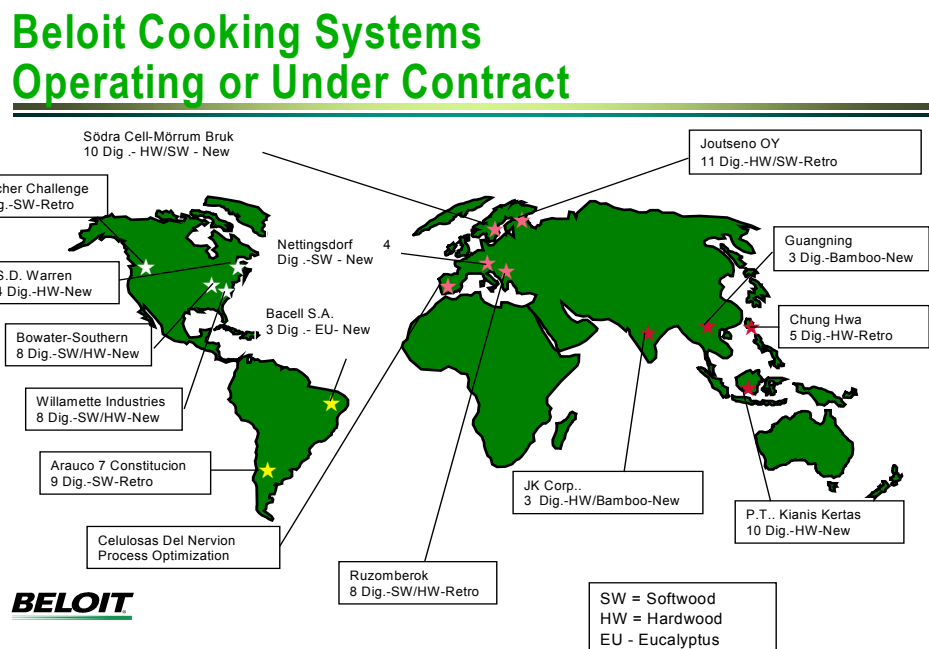 Beloit Cooking Systems
Operating or Under Contract
Södra Cell-Mörrum Bruk
10 Dig .- HW/SW - New
Joutseno OY
11 Dig.-HW/SW-Retro
cher Challenge
g.-SW-Retro
Nettingsdorf 4
Dig .-SW - New
Guangning
3 Dig.-Bamboo-New
S.D. Warren
4 Dig.-HW-New
Bacell S.A.
3 Dig .- EU- New
Chung Hwa
5 Dig.-HW-Retro
Bowater-Southern
8 Dig.-SW/HW-New
Willamette Industries
8 Dig.-SW/HW-New
Arauco 7 Constitucion
9 Dig.-SW-Retro
JK Corp..
3 Dig.-HW/Bamboo-New
P.T.. Kianis Kertas
10 Dig.-HW-New
Celulosas Del Nervion
Process Optimization
Ruzomberok
8 Dig.-SW/HW-Retro
BELOIT
SW = Softwood
HW = Hardwood
EU - Eucalyptus